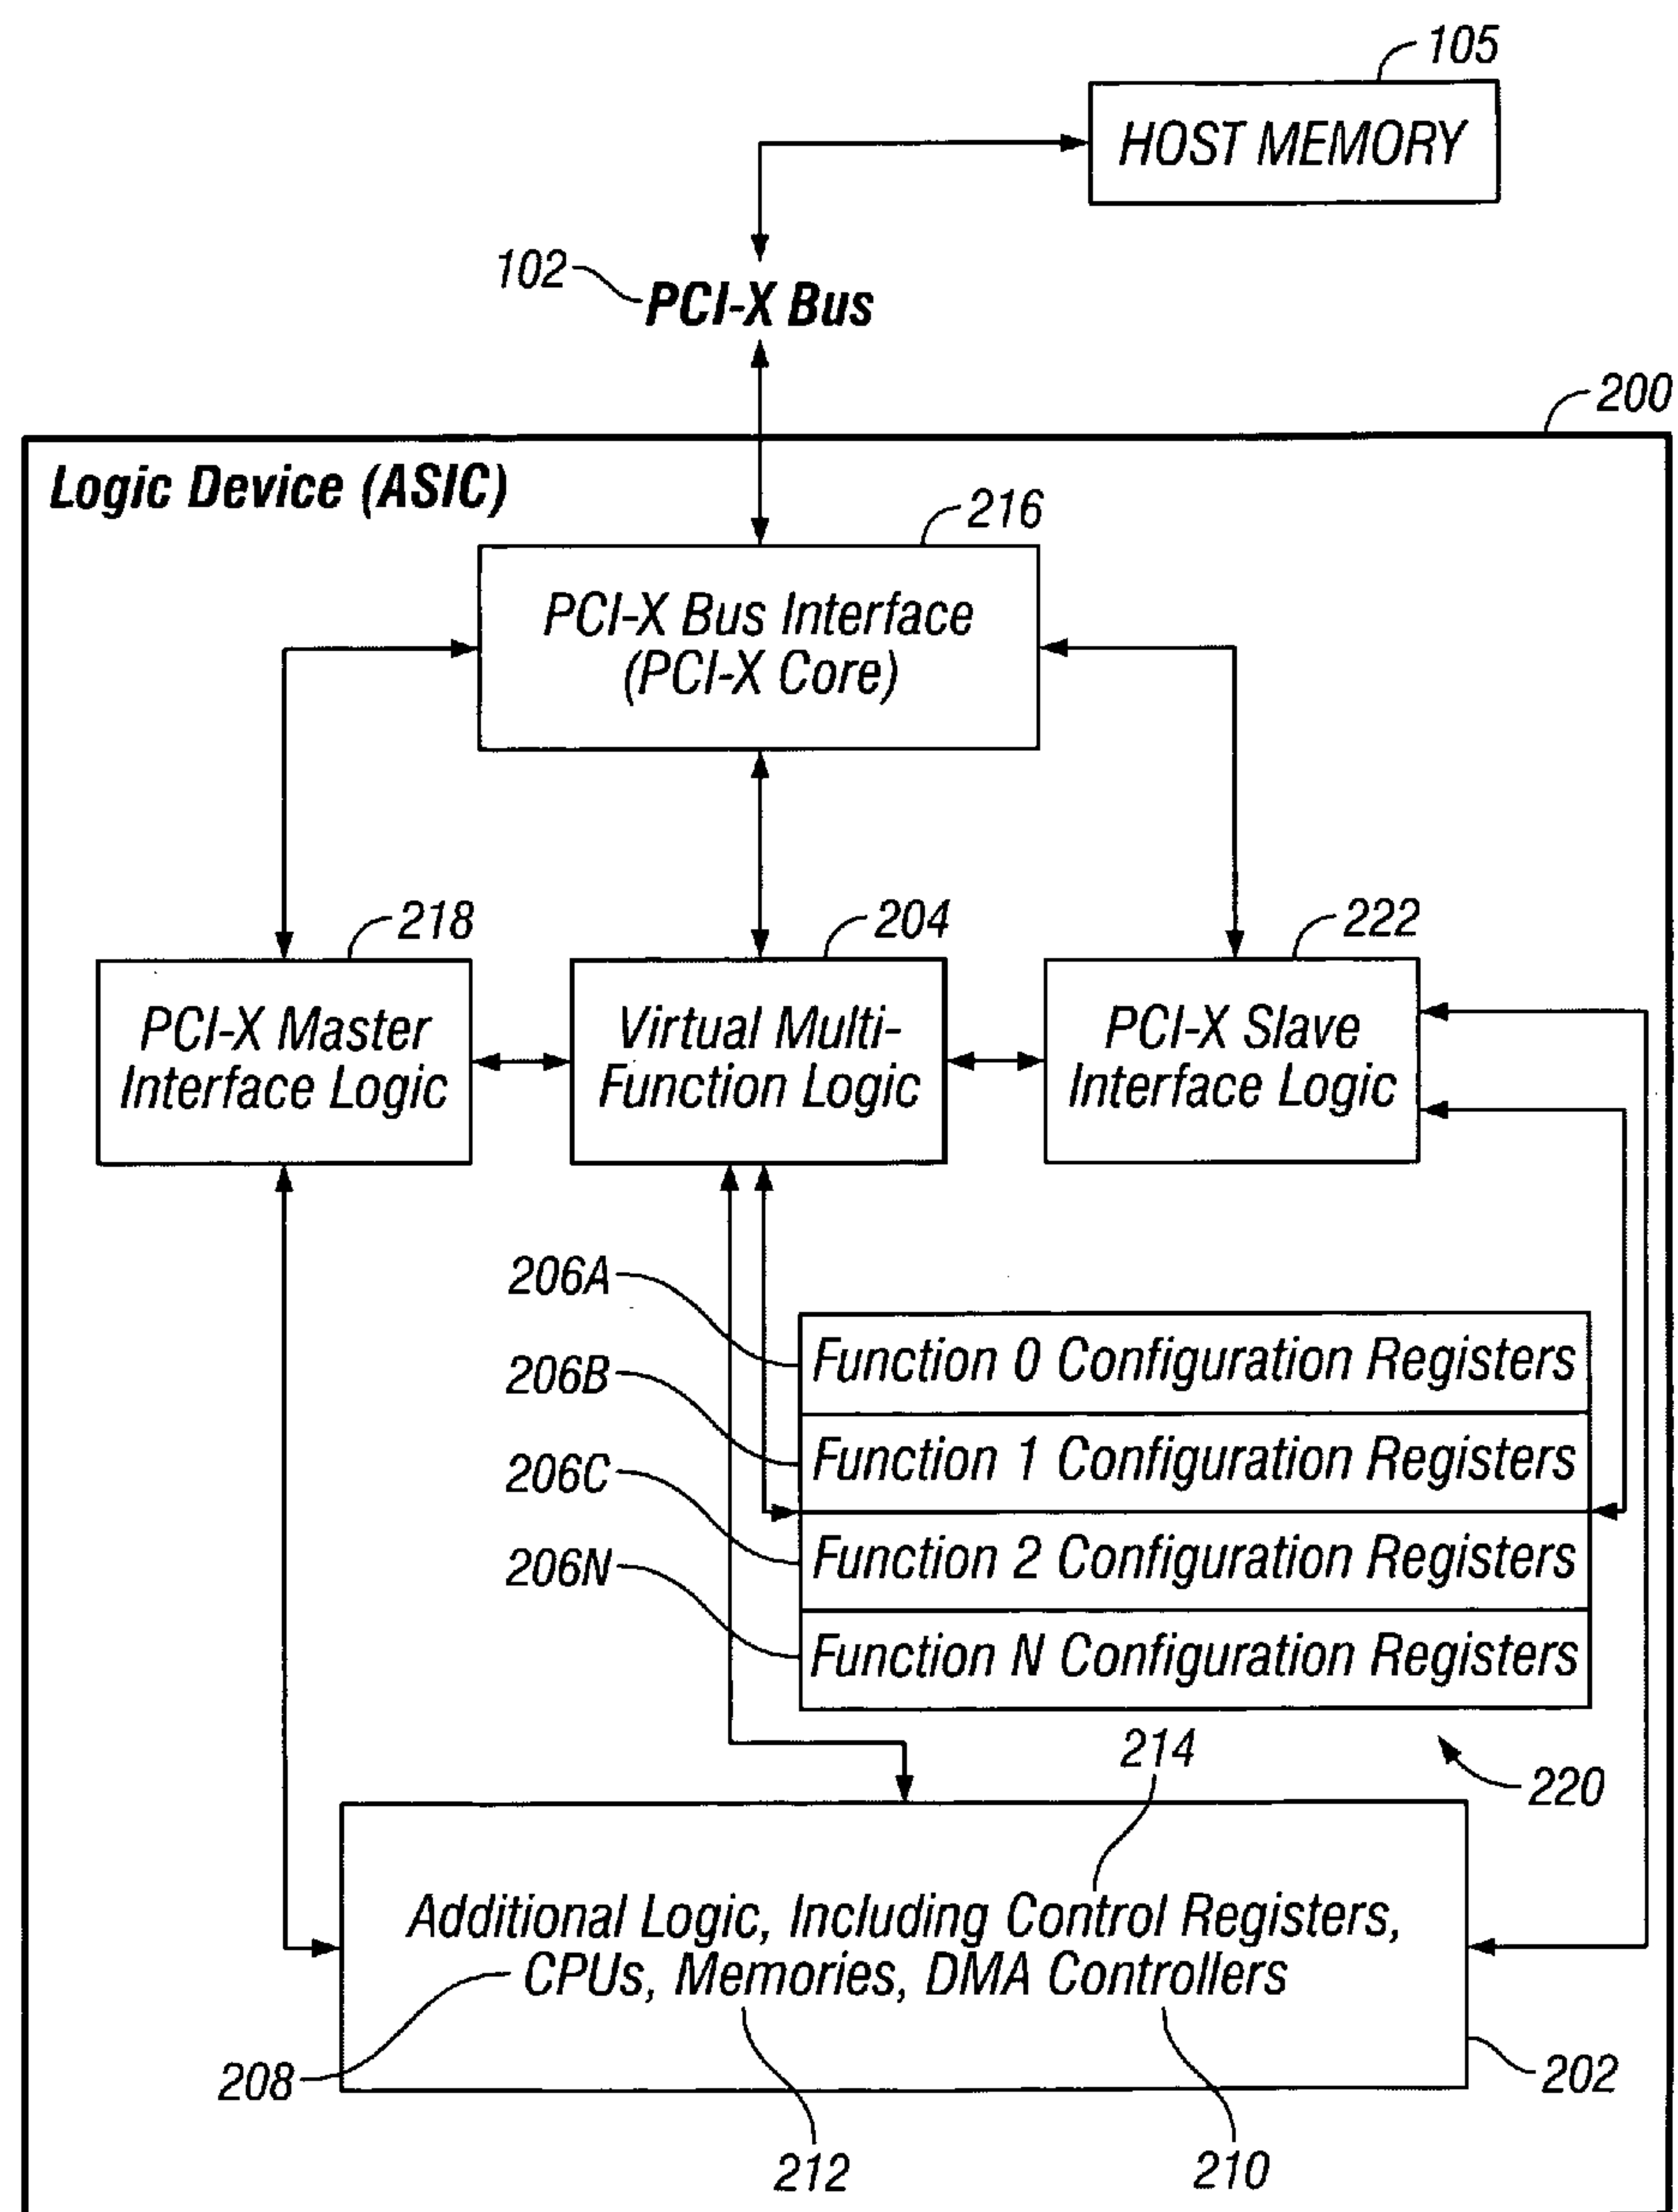 105
HOST MEMORY
102
PCI-X Bus
200
Logic Device (ASIC)
216
PCI-X Bus Interface
(PCI-X Core)
218
204
222
PCI-X Master
Interface Logic
Virtual Multi-
Function Logic
PCI-X Slave
Interface Logic
206A
Function 0 Configuration Registers
206B
Function 1 Configuration Registers
206C
Function 2 Configuration Registers
206N
Function N Configuration Registers
214
220
Additional Logic, Including Control Registers,
CPUs, Memories, DMA Controllers
208
202
212
210